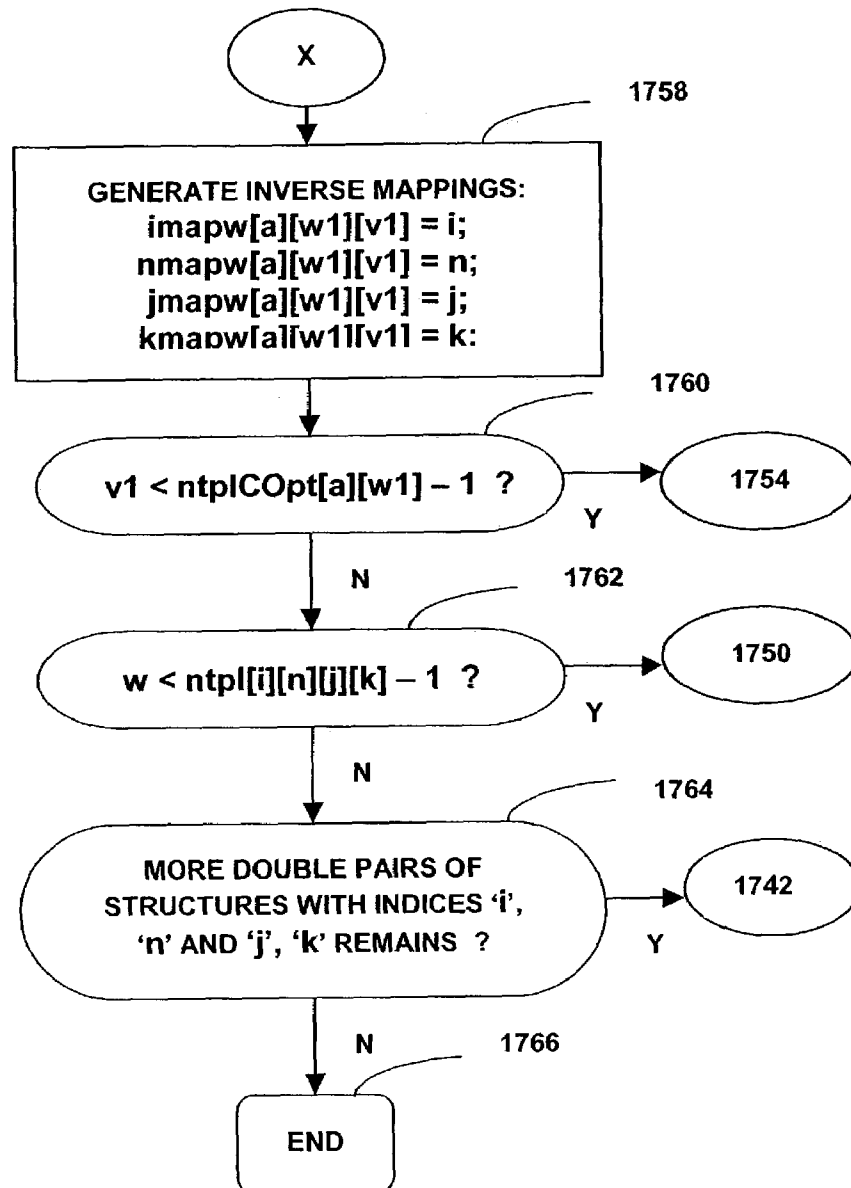 X
1758
GENERATE INVERSE MAPPINGS:
imapw[a][w1][v1] = i;
nmapw[a][w1][v1] = n;
jmapw[a][w1][v1] = j;
kmapw[a][w1][v1] = k;
1760
v1 < ntplCOpt[a][w1] – 1 ?
1754
Y
N
1762
w < ntpl[i][n][j][k] – 1 ?
1750
Y
N
1764
MORE DOUBLE PAIRS OF
STRUCTURES WITH INDICES ‘i’,
‘n’ AND ‘j’, ‘k’ REMAINS ?
1742
Y
N
1766
END